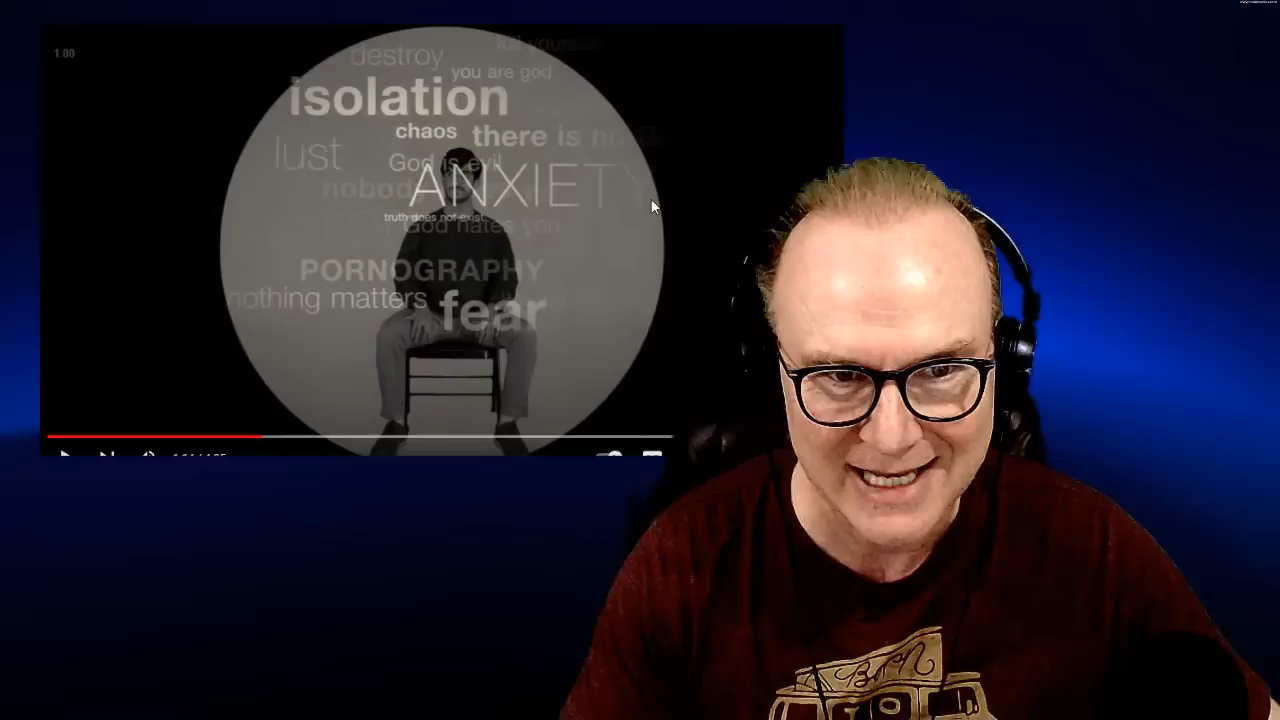 1.00
destroy
you are god
isolation
chaos
there is no
lust
God is evil
ANXIETY
truth does not exist
God hates you
PORNOGRAPHY
nothing matters
fear